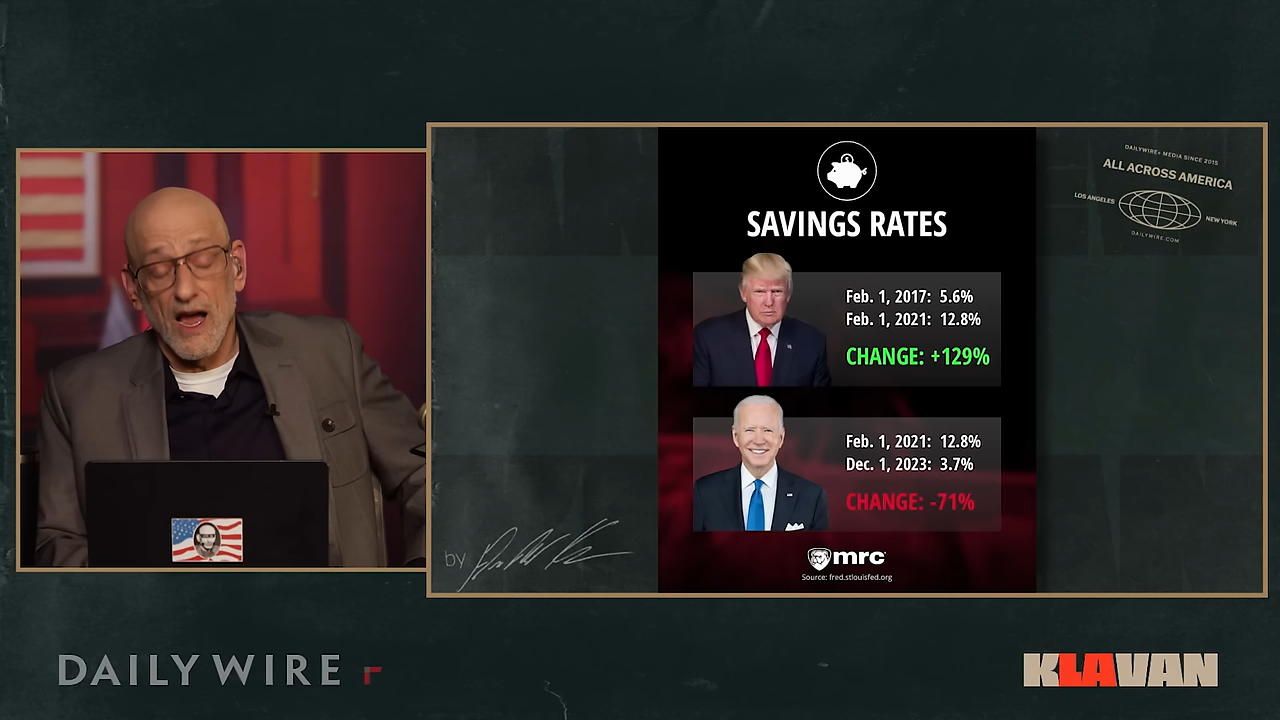 SAVINGS RATES
Feb. 1, 2017: 5.6%
Feb. 1, 2021: 12.8%
CHANGE: +129%
Feb. 1, 2021: 12.8%
Dec. 1, 2023: 3.7%
CHANGE: -71%
mrc
Source: fred.stlouisfed.org
DAILYWIRE+ MEDIA SINCE 2015
ALL ACROSS AMERICA
LOS ANGELES
NEW YORK
DAILYWIRE.COM
by
DAILY WIRE
KLAVAN